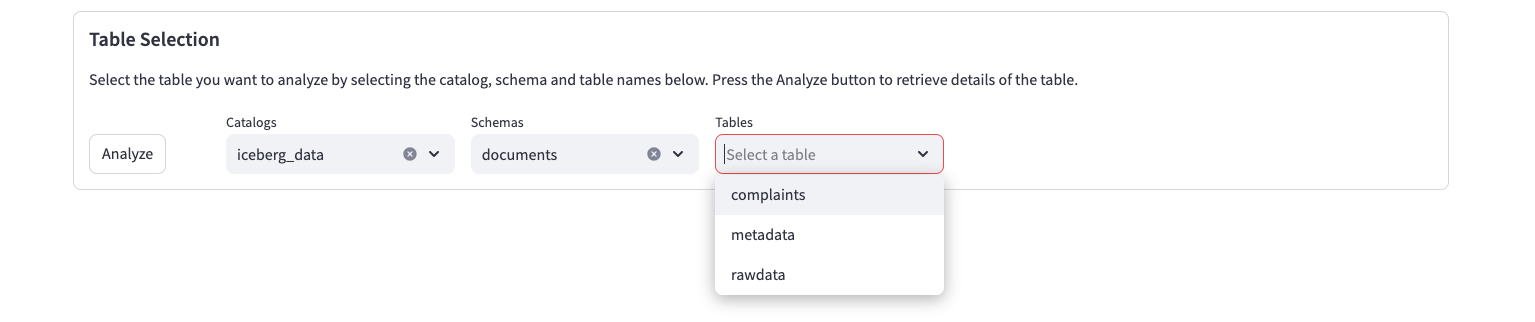 Table Selection
Select the table you want to analyze by selecting the catalog, schema and table names below. Press the Analyze button to retrieve details of the table.
Catalogs
Schemas
Tables
Analyze
iceberg_data
documents
Select a table
complaints
metadata
rawdata